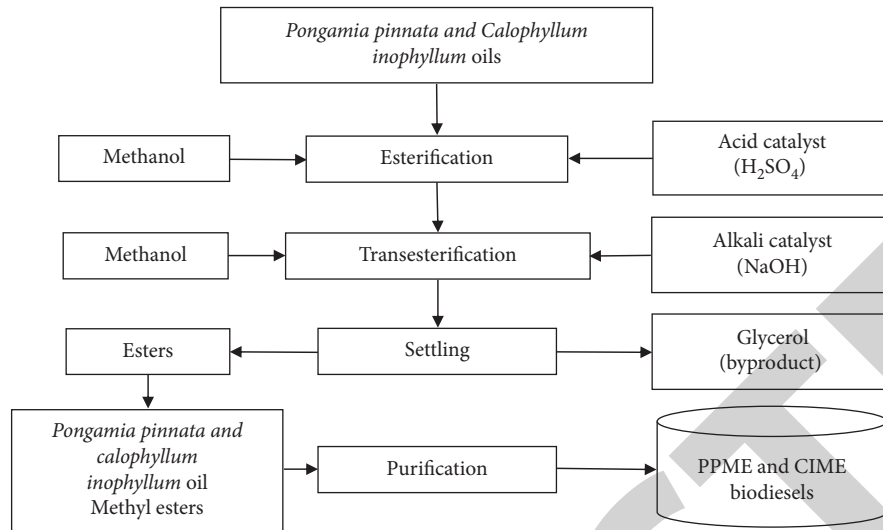 Pongamia pinnata and Calophyllum
inophyllum oils
Methanol
Esterification
Acid catalyst
(H₂SO₄)
Methanol
Transesterification
Alkali catalyst
(NaOH)
Esters
Settling
Glycerol
(byproduct)
Pongamia pinnata and
calophyllum
inophyllum oil
Methyl esters
Purification
PPME and CIME
biodiesels